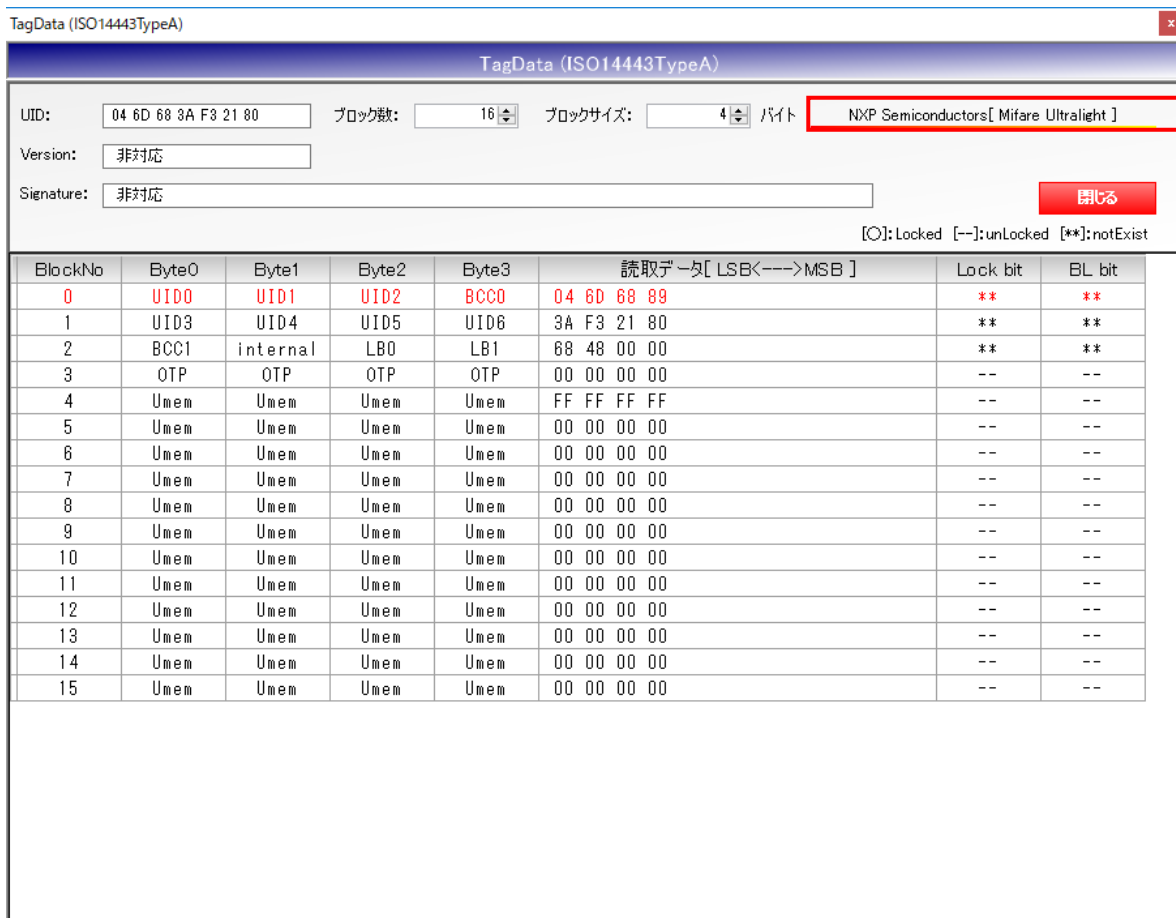 TagData (ISO14443TypeA)
x
TagData (ISO14443TypeA)
UID: 04 6D 68 3A F3 21 80 ブロック数: 16 ブロックサイズ: 4 バイト NXP Semiconductors[ Mifare Ultralight ]
Version: 非対応
Signature: 非対応 閉じる
[○]:Locked [--]:unLocked [**]:notExist
BlockNo Byte0 Byte1 Byte2 Byte3 読取データ[ LSB<--->MSB ] Lock bit BL bit
0 UID0 UID1 UID2 BCC0 04 6D 68 89 ** **
1 UID3 UID4 UID5 UID6 3A F3 21 80 ** **
2 BCC1 internal LB0 LB1 68 48 00 00 ** **
3 OTP OTP OTP OTP 00 00 00 00 -- --
4 Umem Umem Umem Umem FF FF FF FF -- --
5 Umem Umem Umem Umem 00 00 00 00 -- --
6 Umem Umem Umem Umem 00 00 00 00 -- --
7 Umem Umem Umem Umem 00 00 00 00 -- --
8 Umem Umem Umem Umem 00 00 00 00 -- --
9 Umem Umem Umem Umem 00 00 00 00 -- --
10 Umem Umem Umem Umem 00 00 00 00 -- --
11 Umem Umem Umem Umem 00 00 00 00 -- --
12 Umem Umem Umem Umem 00 00 00 00 -- --
13 Umem Umem Umem Umem 00 00 00 00 -- --
14 Umem Umem Umem Umem 00 00 00 00 -- --
15 Umem Umem Umem Umem 00 00 00 00 -- --